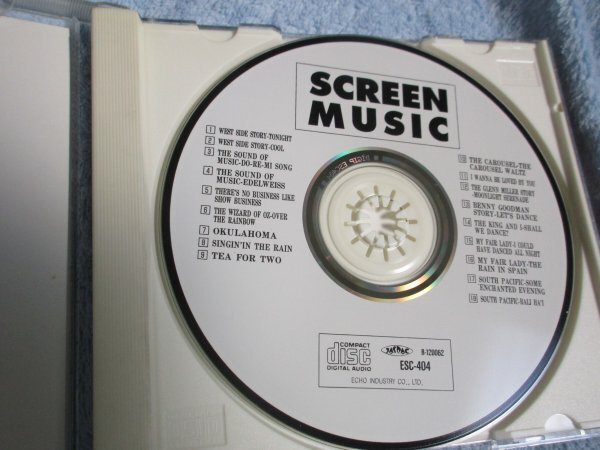 SCREEN
MUSIC
1 WEST SIDE STORY-TONIGHT
2 WEST SIDE STORY-COOL
3 THE SOUND OF
MUSIC-DO-RE-MI SONG
4 THE SOUND OF
MUSIC-EDELWEISS
5 THERE'S NO BUSINESS LIKE
SHOW BUSINESS
6 THE WIZARD OF OZ-OVER
THE RAINBOW
7 OKULAHOMA
8 SINGIN'IN THE RAIN
9 TEA FOR TWO
10 THE CAROUSEL-THE
CAROUSEL WALTZ
11 I WANNA BE LOVED BY YOU
12 THE GLENN MILLER STORY
-MOONLIGHT SERENADE
13 BENNY GOODMAN
STORY-LET'S DANCE
14 THE KING AND I-SHALL
WE DANCE?
15 MY FAIR LADY-I COULD
HAVE DANCED ALL NIGHT
16 MY FAIR LADY-THE
RAIN IN SPAIN
17 SOUTH PACIFIC-SOME
ENCHANTED EVENING
18 SOUTH PACIFIC-BALI HA'I
COMPACT
disc
DIGITAL AUDIO
B-120062
ESC-404
ECHO INDUSTRY CO., LTD.